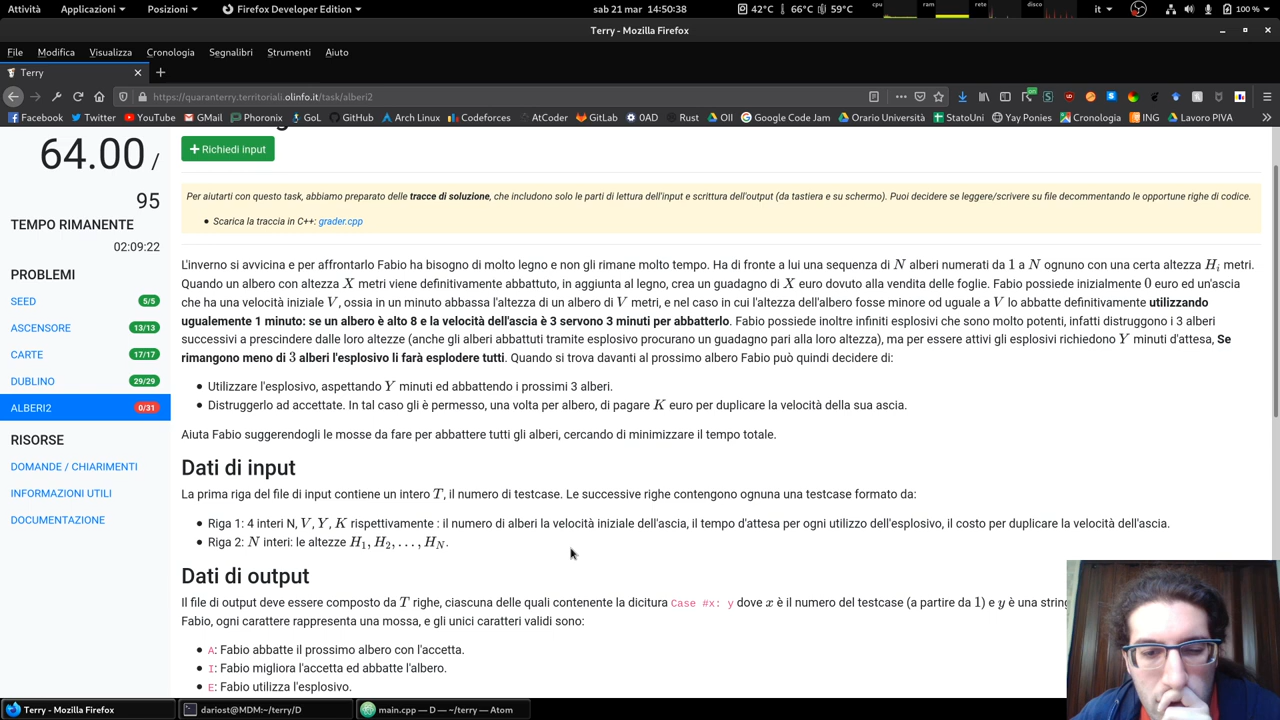 Attività Applicazioni Posizioni Firefox Developer Edition sab 21 mar 14:50:38 42°C 66°C 59°C cpu ram rete disco it 100 %
Terry - Mozilla Firefox
File Modifica Visualizza Cronologia Segnalibri Strumenti Aiuto
Terry
https://quaranterry.territoriali.olinfo.it/task/alberi2
Facebook Twitter YouTube GMail Phoronix GoL GitHub Arch Linux Codeforces AtCoder GitLab 0AD Rust OII Google Code Jam Orario Università StatoUni Yay Ponies Cronologia ING Lavoro PIVA
64.00 /
95
TEMPO RIMANENTE
02:09:22
PROBLEMI
SEED 5/5
ASCENSORE 13/13
CARTE 17/17
DUBLINO 29/29
ALBERI2 0/31
RISORSE
DOMANDE / CHIARIMENTI
INFORMAZIONI UTILI
DOCUMENTAZIONE
Richiedi input
Per aiutarti con questo task, abbiamo preparato delle tracce di soluzione, che includono solo le parti di lettura dell'input e scrittura dell'output (da tastiera e su schermo). Puoi decidere se leggere/scrivere su file decommentando le opportune righe di codice.
• Scarica la traccia in C++: grader.cpp
L'inverno si avvicina e per affrontarlo Fabio ha bisogno di molto legno e non gli rimane molto tempo. Ha di fronte a lui una sequenza di N alberi numerati da 1 a N ognuno con una certa altezza H_i metri.
Quando un albero con altezza X metri viene definitivamente abbattuto, in aggiunta al legno, crea un guadagno di X euro dovuto alla vendita delle foglie. Fabio possiede inizialmente 0 euro ed un'ascia
che ha una velocità iniziale V, ossia in un minuto abbassa l'altezza di un albero di V metri, e nel caso in cui l'altezza dell'albero fosse minore od uguale a V lo abbatte definitivamente utilizzando
ugualemente 1 minuto: se un albero è alto 8 e la velocità dell'ascia è 3 servono 3 minuti per abbatterlo. Fabio possiede inoltre infiniti esplosivi che sono molto potenti, infatti distruggono i 3 alberi
successivi a prescindere dalle loro altezze (anche gli alberi abbattuti tramite esplosivo procurano un guadagno pari alla loro altezza), ma per essere attivi gli esplosivi richiedono Y minuti d'attesa, Se
rimangono meno di 3 alberi l'esplosivo li farà esplodere tutti. Quando si trova davanti al prossimo albero Fabio può quindi decidere di:
• Utilizzare l'esplosivo, aspettando Y minuti ed abbattendo i prossimi 3 alberi.
• Distruggerlo ad accettate. In tal caso gli è permesso, una volta per albero, di pagare K euro per duplicare la velocità della sua ascia.
Aiuta Fabio suggerendogli le mosse da fare per abbattere tutti gli alberi, cercando di minimizzare il tempo totale.
Dati di input
La prima riga del file di input contiene un intero T, il numero di testcase. Le successive righe contengono ognuna una testcase formato da:
• Riga 1: 4 interi N, V, Y, K rispettivamente : il numero di alberi la velocità iniziale dell'ascia, il tempo d'attesa per ogni utilizzo dell'esplosivo, il costo per duplicare la velocità dell'ascia.
• Riga 2: N interi: le altezze H_1, H_2, . . . , H_N.
Dati di output
Il file di output deve essere composto da T righe, ciascuna delle quali contenente la dicitura Case #x: y dove x è il numero del testcase (a partire da 1) e y è una string
Fabio, ogni carattere rappresenta una mossa, e gli unici caratteri validi sono:
• A: Fabio abbatte il prossimo albero con l'accetta.
• I: Fabio migliora l'accetta ed abbatte l'albero.
• E: Fabio utilizza l'esplosivo.
Terry - Mozilla Firefox dariost@MDM:~/terry/D main.cpp — D — ~/terry — Atom